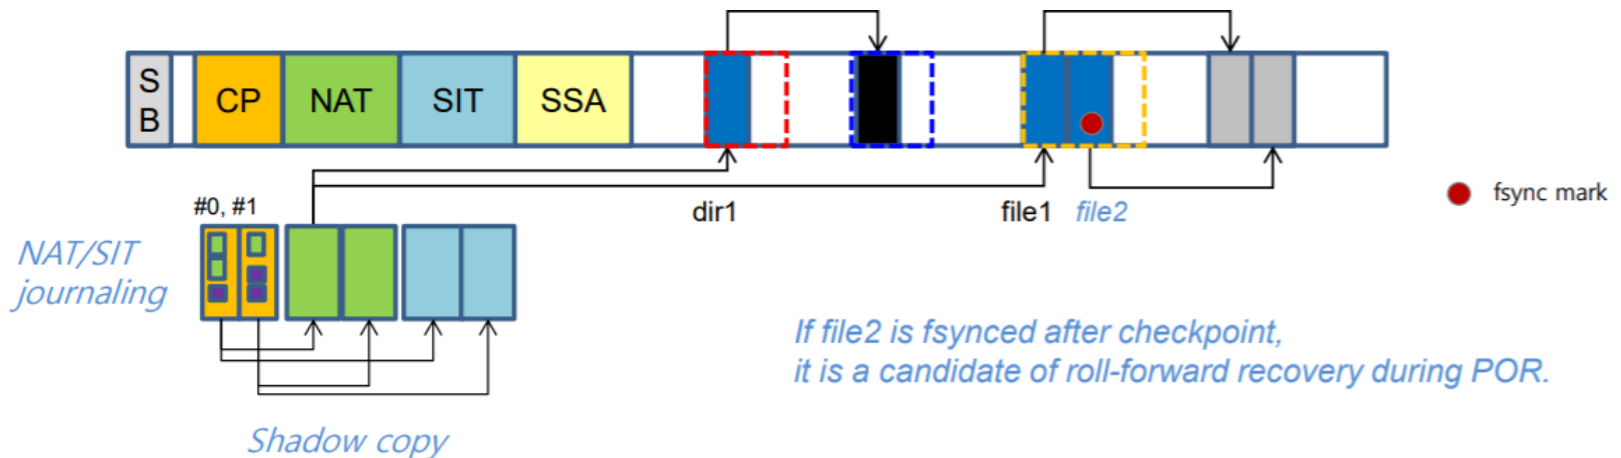 S
B
CP
NAT
SIT
SSA
dir1
file1
file2
fsync mark
#0, #1
NAT/SIT
journaling
If file2 is fsynced after checkpoint,
it is a candidate of roll-forward recovery during POR.
Shadow copy